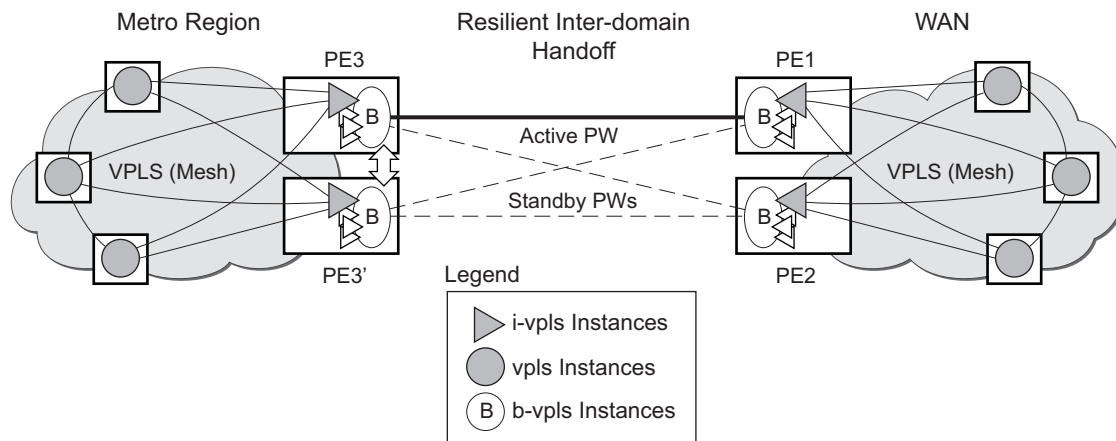 Metro Region
Resilient Inter-domain
Handoff
WAN
PE3
PE1
B
B
Active PW
VPLS (Mesh)
VPLS (Mesh)
Standby PWs
B
B
PE3’
PE2
Legend
i-vpls Instances
vpls Instances
B
b-vpls Instances